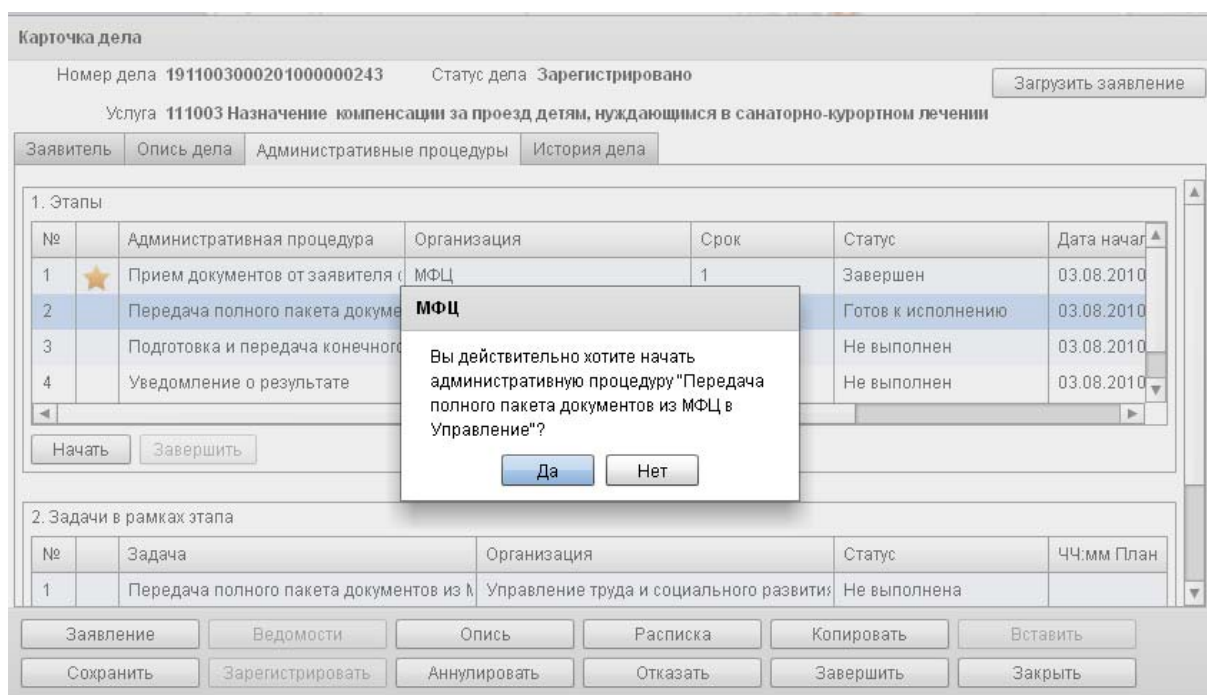 Карточка дела
Номер дела 1911003000201000000243 Статус дела Зарегистрировано
Загрузить заявление
Услуга 111003 Назначение компенсации за проезд детям, нуждающимся в санаторно-курортном лечении
Заявитель Опись дела Административные процедуры История дела
1. Этапы
№ Административная процедура Организация Срок Статус Дата начал
1 Прием документов от заявителя МФЦ 1 Завершен 03.08.2010
2 Передача полного пакета докуме Готов к исполнению 03.08.2010
3 Подготовка и передача конечного Не выполнен 03.08.2010
4 Уведомление о результате Не выполнен 03.08.2010
МФЦ
Вы действительно хотите начать
административную процедуру "Передача
полного пакета документов из МФЦ в
Управление"?
Да Нет
Начать Завершить
2. Задачи в рамках этапа
№ Задача Организация Статус ЧЧ:мм План
1 Передача полного пакета документов из Управление труда и социального развития Не выполнена
Заявление Ведомости Опись Расписка Копировать Вставить
Сохранить Зарегистрировать Аннулировать Отказать Завершить Закрыть